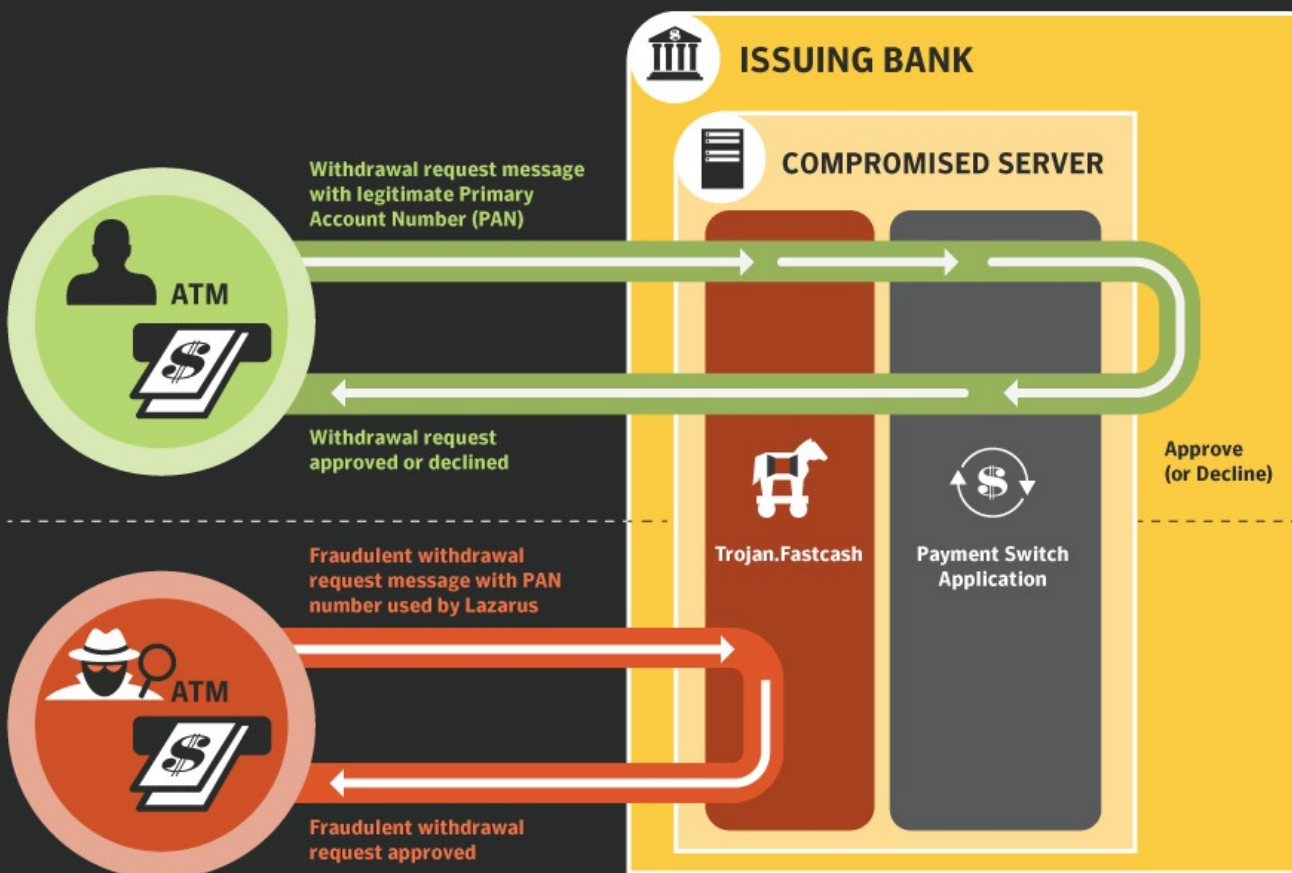 ISSUING BANK
COMPROMISED SERVER
Withdrawal request message
with legitimate Primary
Account Number (PAN)
ATM
$
Withdrawal request
approved or declined
Approve
(or Decline)
$
Trojan.Fastcash
Payment Switch
Application
Fraudulent withdrawal
request message with PAN
number used by Lazarus
ATM
$
Fraudulent withdrawal
request approved